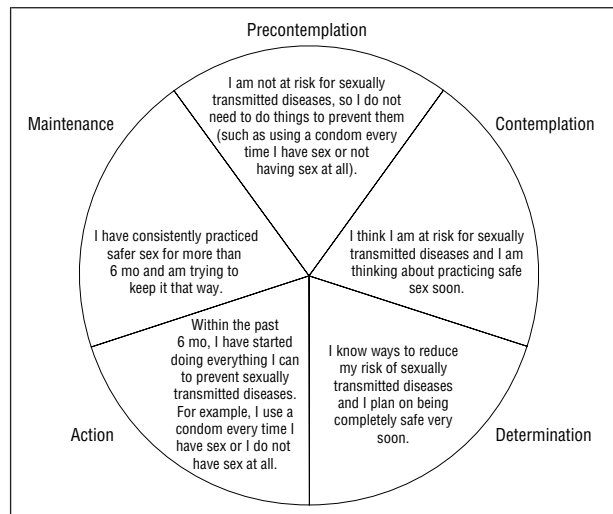 Precontemplation
I am not at risk for sexually
transmitted diseases, so I do not
need to do things to prevent them
(such as using a condom every
time I have sex or not
having sex at all).
Contemplation
I think I am at risk for sexually
transmitted diseases and I am
thinking about practicing safe
sex soon.
Determination
I know ways to reduce
my risk of sexually
transmitted diseases
and I plan on being
completely safe very
soon.
Action
Within the past
6 mo, I have started
doing everything I can
to prevent sexually
transmitted diseases.
For example, I use a
condom every time I
have sex or I do not
have sex at all.
Maintenance
I have consistently practiced
safer sex for more than
6 mo and am trying to
keep it that way.